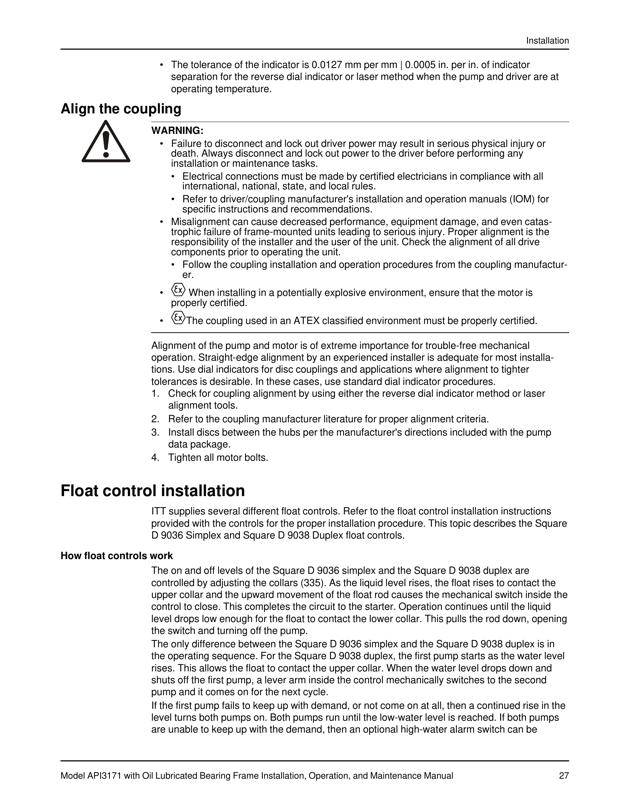 Installation
• The tolerance of the indicator is 0.0127 mm per mm | 0.0005 in. per in. of indicator
separation for the reverse dial indicator or laser method when the pump and driver are at
operating temperature.
Align the coupling
WARNING:
• Failure to disconnect and lock out driver power may result in serious physical injury or
death. Always disconnect and lock out power to the driver before performing any
installation or maintenance tasks.
• Electrical connections must be made by certified electricians in compliance with all
international, national, state, and local rules.
• Refer to driver/coupling manufacturer's installation and operation manuals (IOM) for
specific instructions and recommendations.
• Misalignment can cause decreased performance, equipment damage, and even catas-
trophic failure of frame-mounted units leading to serious injury. Proper alignment is the
responsibility of the installer and the user of the unit. Check the alignment of all drive
components prior to operating the unit.
• Follow the coupling installation and operation procedures from the coupling manufactur-
er.
• Ex When installing in a potentially explosive environment, ensure that the motor is
properly certified.
• Ex The coupling used in an ATEX classified environment must be properly certified.
Alignment of the pump and motor is of extreme importance for trouble-free mechanical
operation. Straight-edge alignment by an experienced installer is adequate for most installa-
tions. Use dial indicators for disc couplings and applications where alignment to tighter
tolerances is desirable. In these cases, use standard dial indicator procedures.
1. Check for coupling alignment by using either the reverse dial indicator method or laser
alignment tools.
2. Refer to the coupling manufacturer literature for proper alignment criteria.
3. Install discs between the hubs per the manufacturer's directions included with the pump
data package.
4. Tighten all motor bolts.
Float control installation
ITT supplies several different float controls. Refer to the float control installation instructions
provided with the controls for the proper installation procedure. This topic describes the Square
D 9036 Simplex and Square D 9038 Duplex float controls.
How float controls work
The on and off levels of the Square D 9036 simplex and the Square D 9038 duplex are
controlled by adjusting the collars (335). As the liquid level rises, the float rises to contact the
upper collar and the upward movement of the float rod causes the mechanical switch inside the
control to close. This completes the circuit to the starter. Operation continues until the liquid
level drops low enough for the float to contact the lower collar. This pulls the rod down, opening
the switch and turning off the pump.
The only difference between the Square D 9036 simplex and the Square D 9038 duplex is in
the operating sequence. For the Square D 9038 duplex, the first pump starts as the water level
rises. This allows the float to contact the upper collar. When the water level drops down and
shuts off the first pump, a lever arm inside the control mechanically switches to the second
pump and it comes on for the next cycle.
If the first pump fails to keep up with demand, or not come on at all, then a continued rise in the
level turns both pumps on. Both pumps run until the low-water level is reached. If both pumps
are unable to keep up with the demand, then an optional high-water alarm switch can be
Model API3171 with Oil Lubricated Bearing Frame Installation, Operation, and Maintenance Manual 27